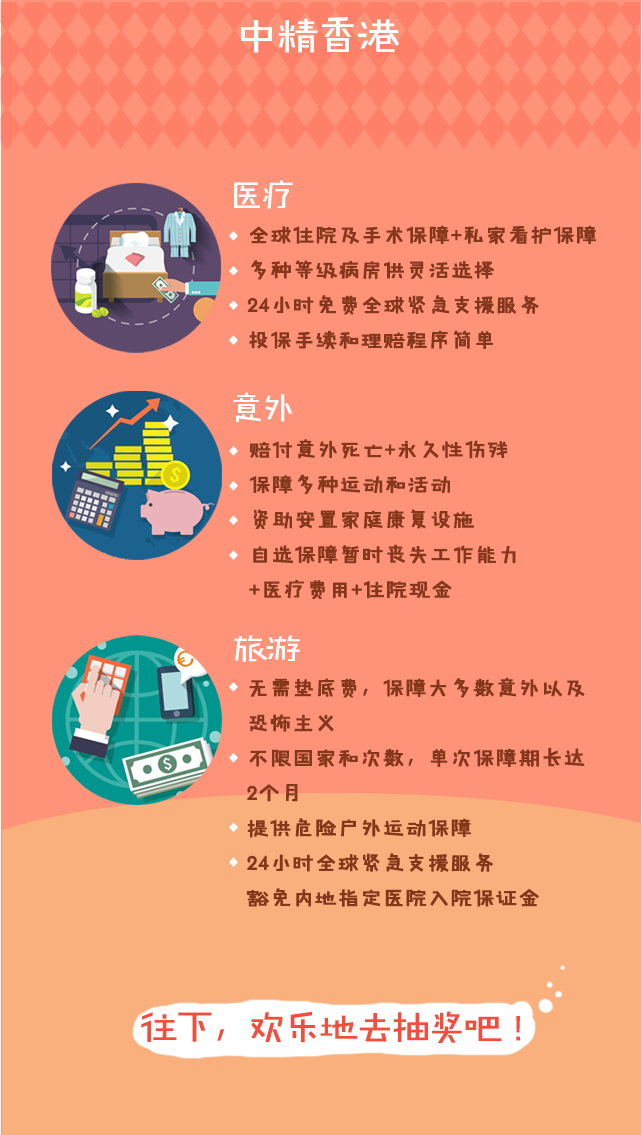 中精香港
医疗
全球住院及手术保障+私家看护保障
多种等级病房供灵活选择
24小时免费全球紧急支援服务
投保手续和理赔程序简单
意外
赔付意外死亡+永久性伤残
保障多种运动和活动
资助安置家庭康复设施
自选保障暂时丧失工作能力
+医疗费用+住院现金
旅游
无需垫底费，保障大多数意外以及
恐怖主义
不限国家和次数，单次保障期长达
2个月
提供危险户外运动保障
24小时全球紧急支援服务
豁免内地指定医院入院保证金
往下，欢乐地去抽奖吧！